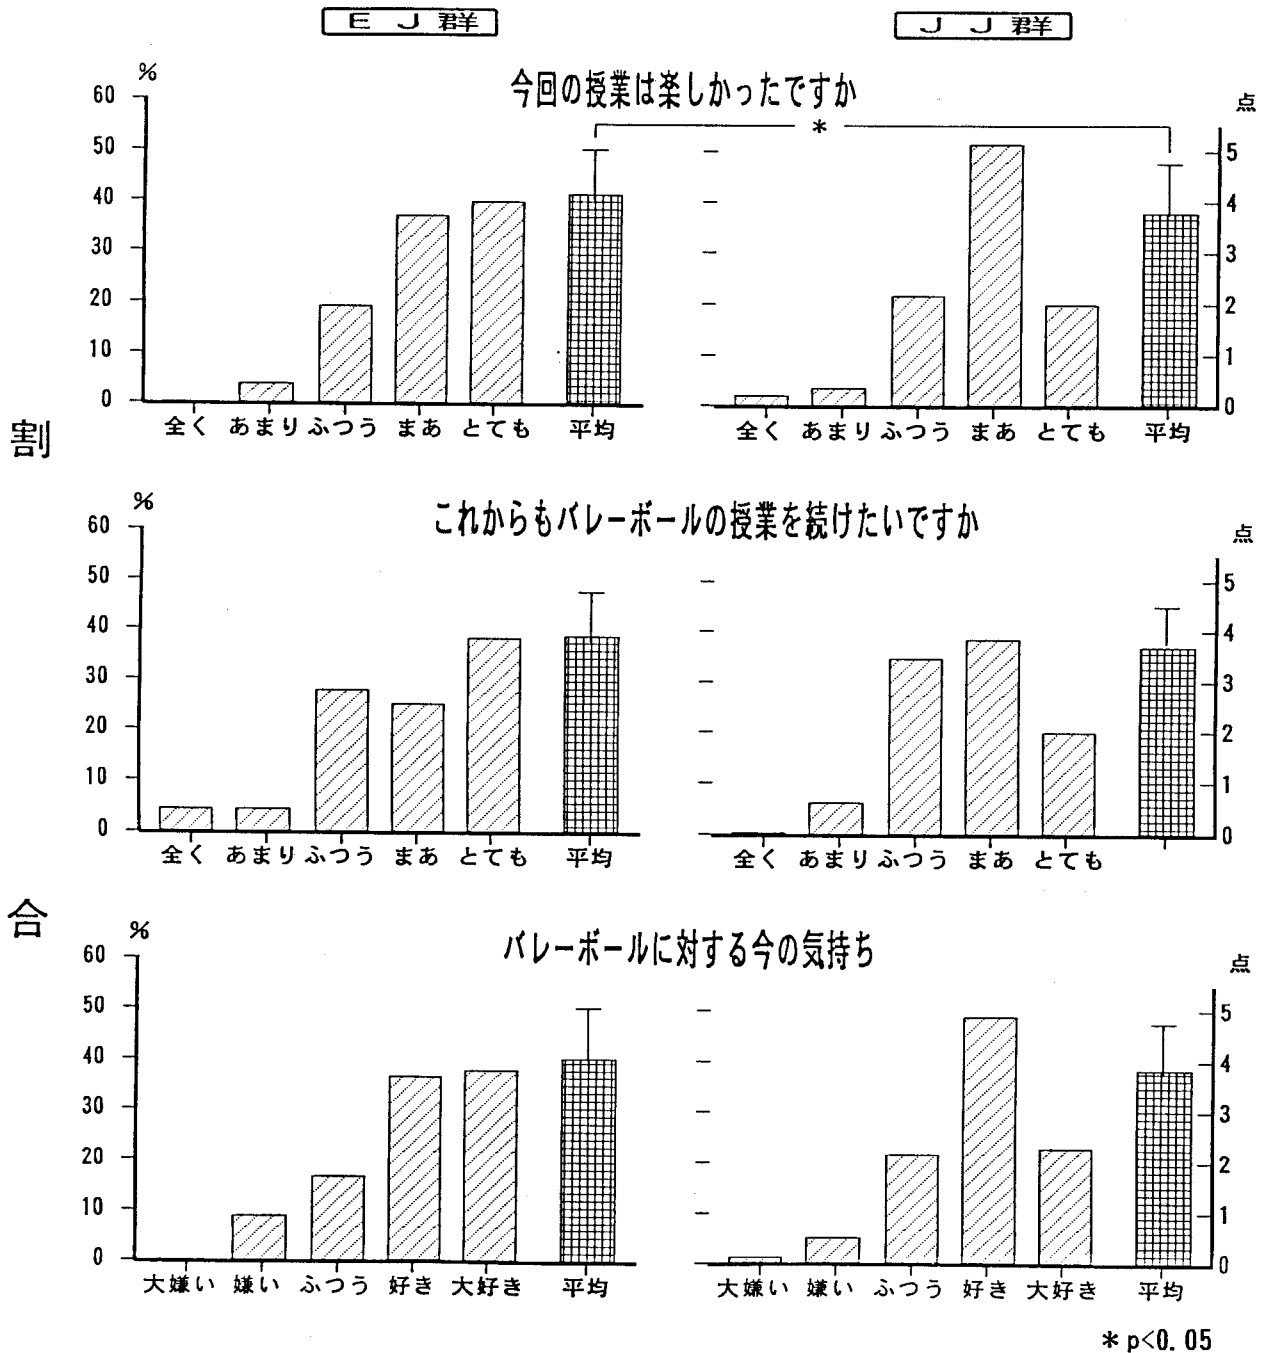 EJ群 JJ群
今回の授業は楽しかったですか
% 点
*
60
50
40
30
20
10
0
5
4
3
2
1
0
全く あまり ふつう まあ とても 平均
全く あまり ふつう まあ とても 平均
割
これからもバレーボールの授業を続けたいですか
% 点
60
50
40
30
20
10
0
5
4
3
2
1
0
全く あまり ふつう まあ とても 平均
全く あまり ふつう まあ とても
合
バレーボールに対する今の気持ち
% 点
60
50
40
30
20
10
0
5
4
3
2
1
0
大嫌い 嫌い ふつう 好き 大好き 平均
大嫌い 嫌い ふつう 好き 大好き 平均
* p<0.05